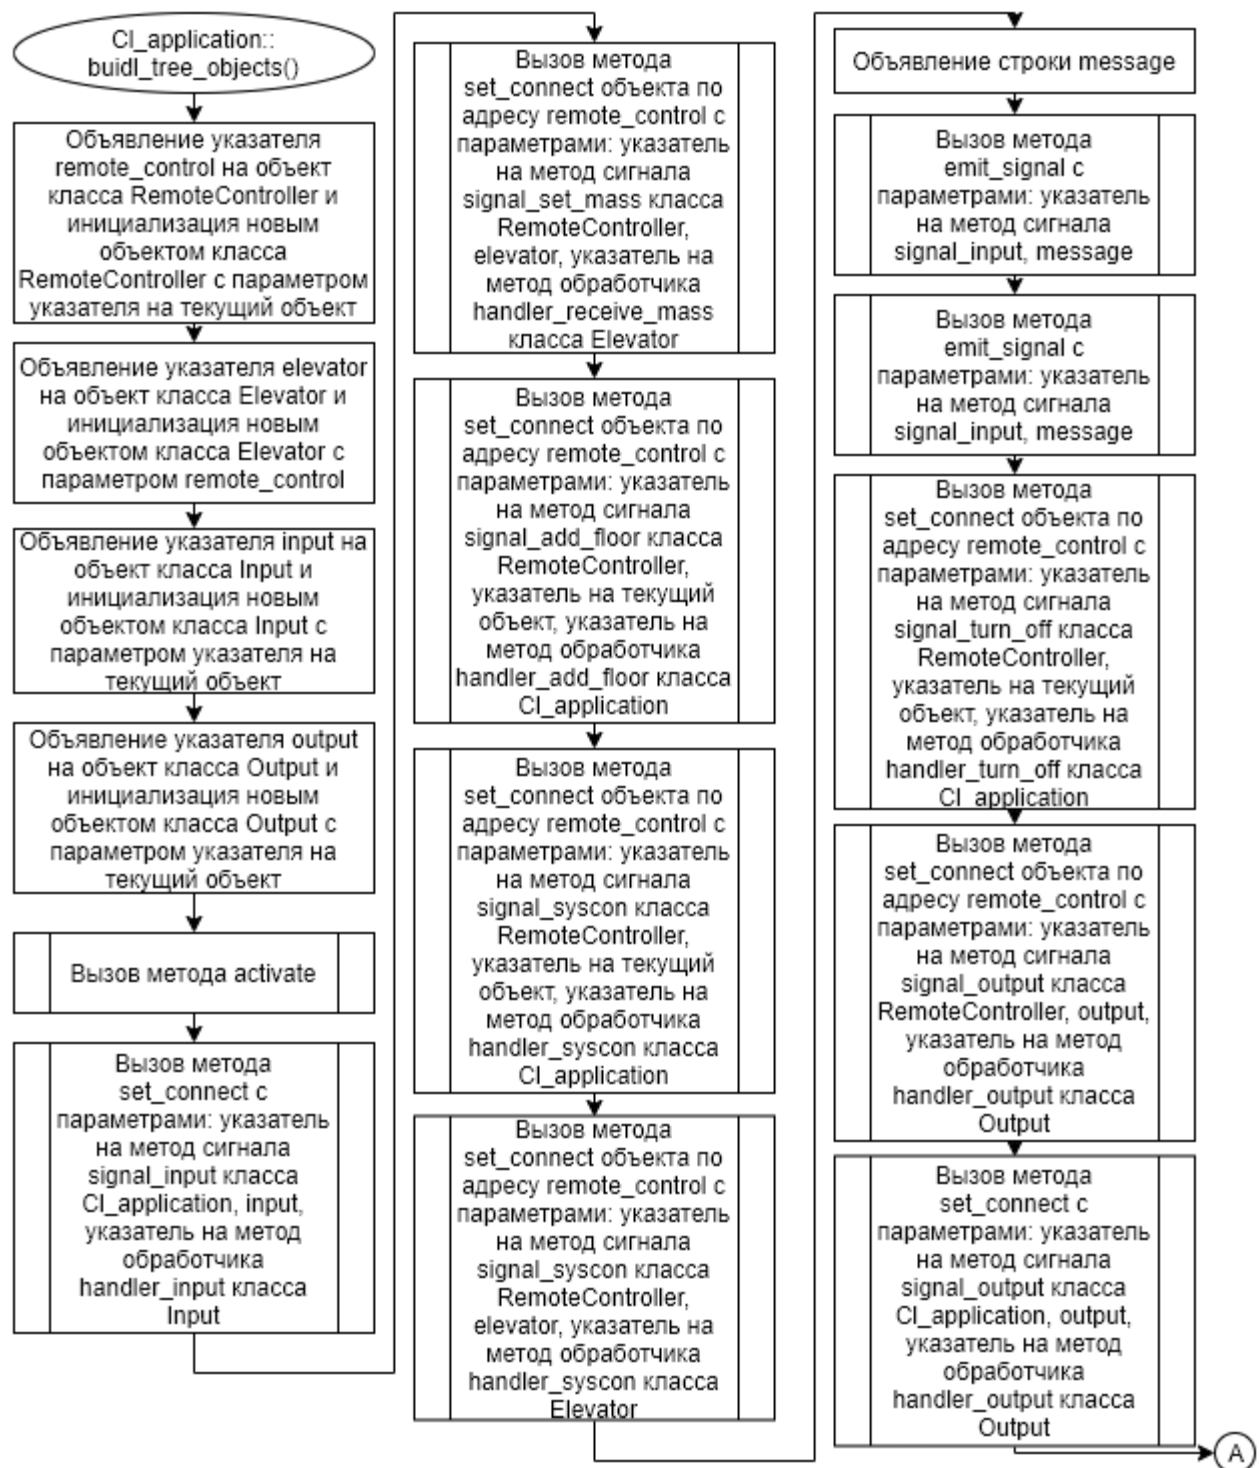 Cl_application::
buidl_tree_objects()
Объявление указателя
remote_control на объект
класса RemoteController и
инициализация новым
объектом класса
RemoteController с параметром
указателя на текущий объект
Объявление указателя elevator
на объект класса Elevator и
инициализация новым
объектом класса Elevator с
параметром remote_control
Объявление указателя input на
объект класса Input и
инициализация новым
объектом класса Input с
параметром указателя на
текущий объект
Объявление указателя output
на объект класса Output и
инициализация новым
объектом класса Output с
параметром указателя на
текущий объект
Вызов метода activate
Вызов метода
set_connect с
параметрами: указатель
на метод сигнала
signal_input класса
Cl_application, input,
указатель на метод
обработчика
handler_input класса
Input
Вызов метода
set_connect объекта по
адресу remote_control с
параметрами: указатель
на метод сигнала
signal_set_mass класса
RemoteController,
elevator, указатель на
метод обработчика
handler_receive_mass
класса Elevator
Вызов метода
set_connect объекта по
адресу remote_control с
параметрами: указатель
на метод сигнала
signal_add_floor класса
RemoteController,
указатель на текущий
объект, указатель на
метод обработчика
handler_add_floor класса
Cl_application
Вызов метода
set_connect объекта по
адресу remote_control с
параметрами: указатель
на метод сигнала
signal_syscon класса
RemoteController,
указатель на текущий
объект, указатель на
метод обработчика
handler_syscon класса
Cl_application
Вызов метода
set_connect объекта по
адресу remote_control с
параметрами: указатель
на метод сигнала
signal_syscon класса
RemoteController,
elevator, указатель на
метод обработчика
handler_syscon класса
Elevator
Объявление строки message
Вызов метода
emit_signal с
параметрами: указатель
на метод сигнала
signal_input, message
Вызов метода
emit_signal с
параметрами: указатель
на метод сигнала
signal_input, message
Вызов метода
set_connect объекта по
адресу remote_control с
параметрами: указатель
на метод сигнала
signal_turn_off класса
RemoteController,
указатель на текущий
объект, указатель на
метод обработчика
handler_turn_off класса
Cl_application
Вызов метода
set_connect объекта по
адресу remote_control с
параметрами: указатель
на метод сигнала
signal_output класса
RemoteController, output,
указатель на метод
обработчика
handler_output класса
Output
Вызов метода
set_connect с
параметрами: указатель
на метод сигнала
signal_output класса
Cl_application, output,
указатель на метод
обработчика
handler_output класса
Output
A